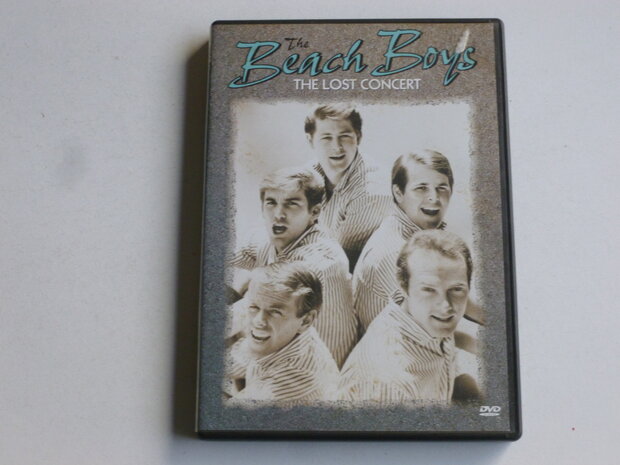 The
Beach Boys
THE LOST CONCERT
DVD